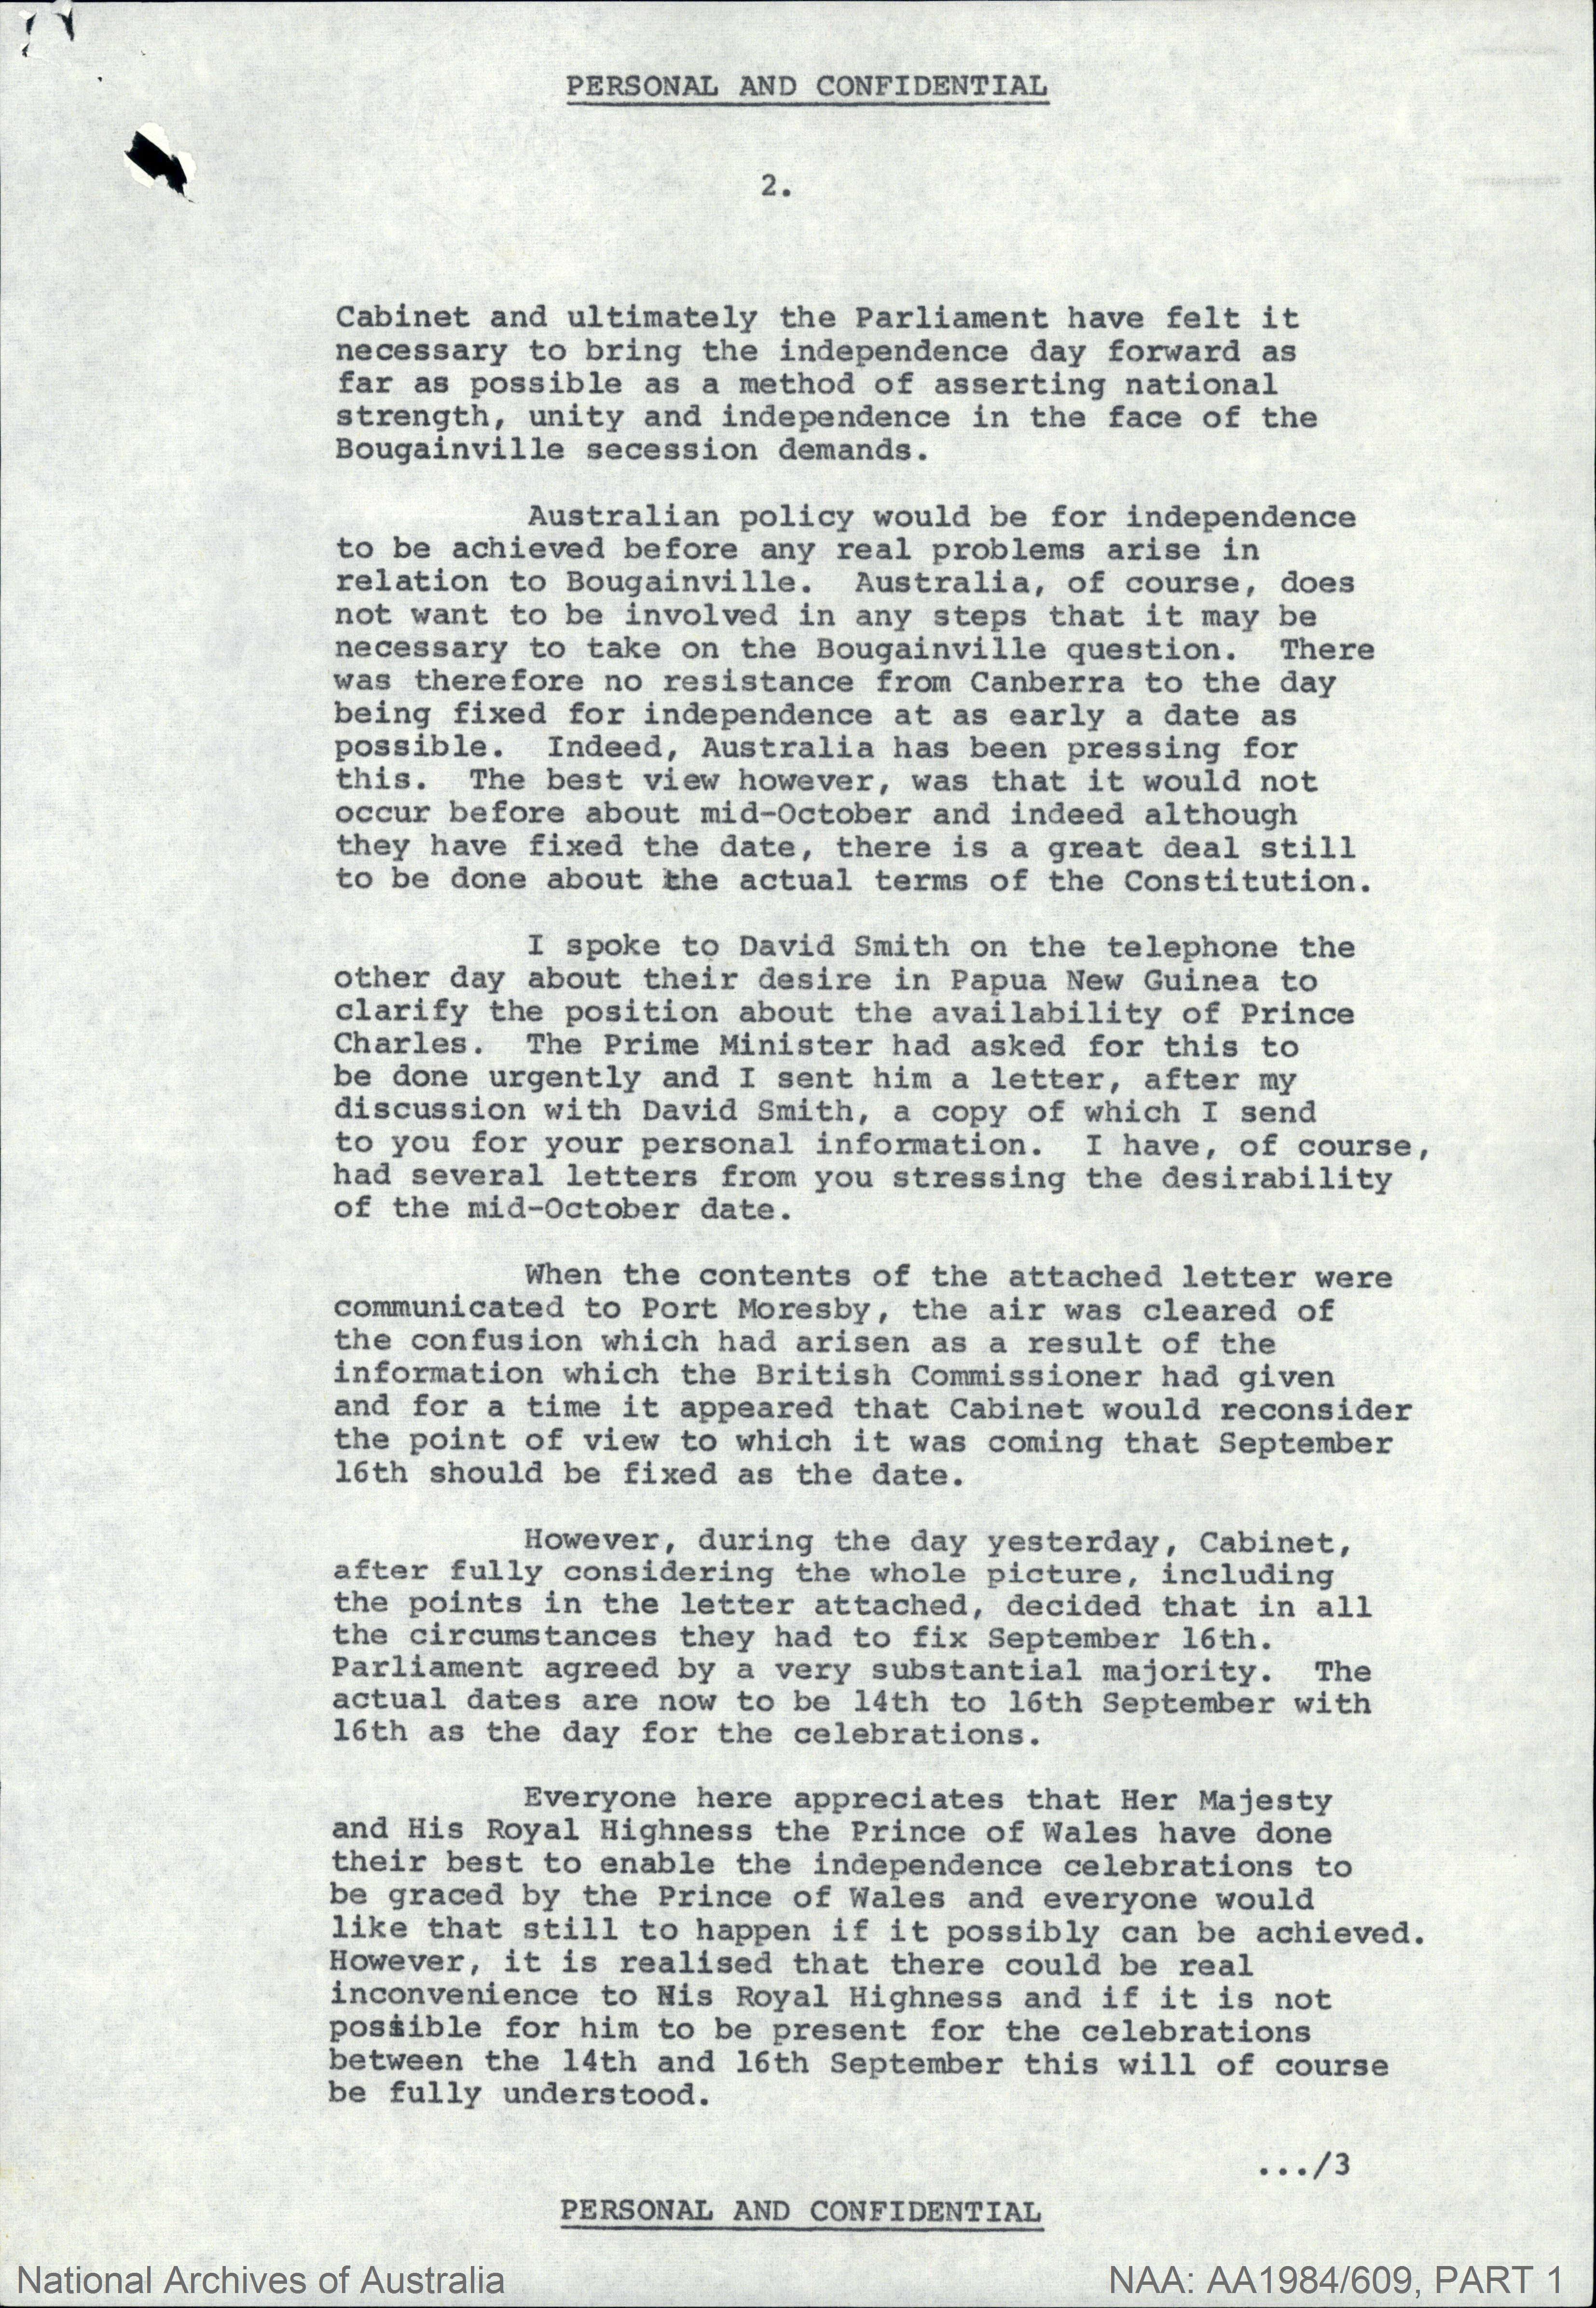 PERSONAL AND CONFIDENTIAL
2.
Cabinet and ultimately the Parliament have felt it
necessary to bring the independence day forward as
far as possible as a method of asserting national
strength, unity and independence in the face of the
Bougainville secession demands.
Australian policy would be for independence
to be achieved before any real problems arise in
relation to Bougainville. Australia, of course, does
not want to be involved in any steps that it may be
necessary to take on the Bougainville question. There
was therefore no resistance from Canberra to the day
being fixed for independence at as early a date as
possible. Indeed, Australia has been pressing for
this. The best view however, was that it would not
occur before about mid-October and indeed although
they have fixed the date, there is a great deal still
to be done about the actual terms of the Constitution.
I spoke to David Smith on the telephone the
other day about their desire in Papua New Guinea to
clarify the position about the availability of Prince
Charles. The Prime Minister had asked for this to
be done urgently and I sent him a letter, after my
discussion with David Smith, a copy of which I send
to you for your personal information. I have, of course,
had several letters from you stressing the desirability
of the mid-October date.
When the contents of the attached letter were
communicated to Port Moresby, the air was cleared of
the confusion which had arisen as a result of the
information which the British Commissioner had given
and for a time it appeared that Cabinet would reconsider
the point of view to which it was coming that September
16th should be fixed as the date.
However, during the day yesterday, Cabinet,
after fully considering the whole picture, including
the points in the letter attached, decided that in all
the circumstances they had to fix September 16th.
Parliament agreed by a very substantial majority. The
actual dates are now to be 14th to 16th September with
16th as the day for the celebrations.
Everyone here appreciates that Her Majesty
and His Royal Highness the Prince of Wales have done
their best to enable the independence celebrations to
be graced by the Prince of Wales and everyone would
like that still to happen if it possibly can be achieved.
However, it is realised that there could be real
inconvenience to His Royal Highness and if it is not
possible for him to be present for the celebrations
between the 14th and 16th September this will of course
be fully understood.
.../3
PERSONAL AND CONFIDENTIAL
National Archives of Australia
NAA: AA1984/609, PART 1